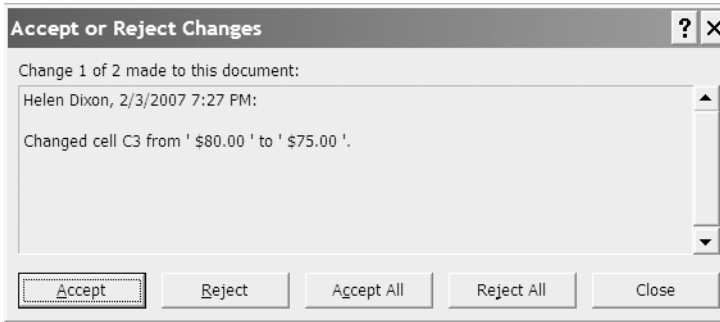 Accept or Reject Changes ? ×
Change 1 of 2 made to this document:
Helen Dixon, 2/3/2007 7:27 PM:
Changed cell C3 from ' $80.00 ' to ' $75.00 '.
Accept Reject Accept All Reject All Close